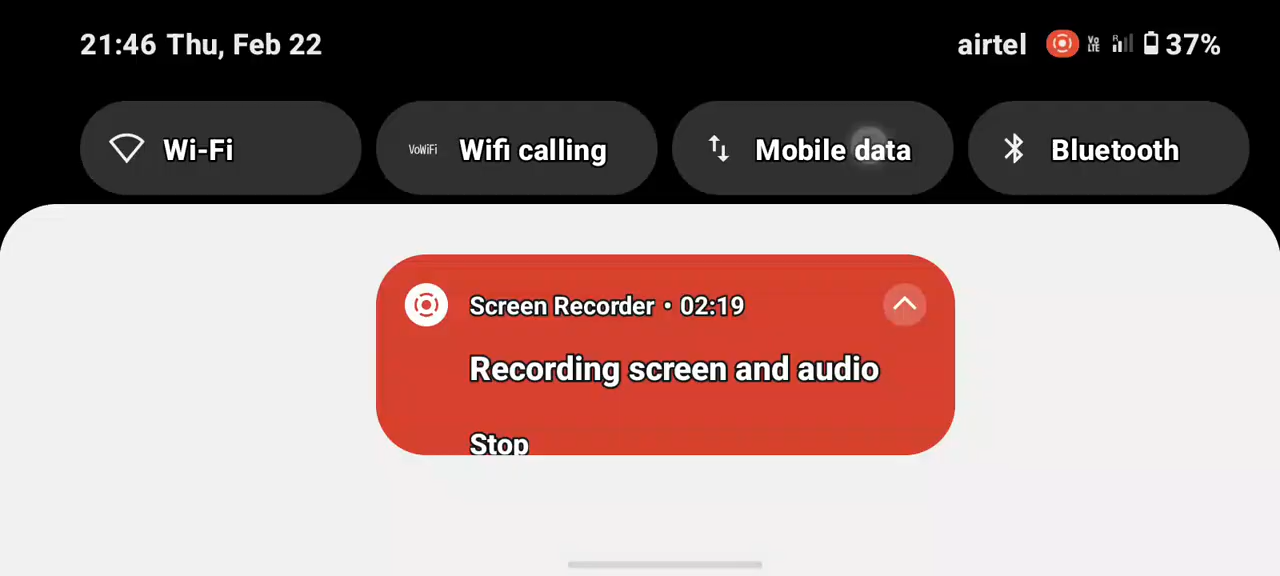 21:46 Thu, Feb 22
airtel R 37%
VoWiFi Wifi calling
Wi-Fi
Mobile data
Bluetooth
Screen Recorder • 02:19
Recording screen and audio
Stop